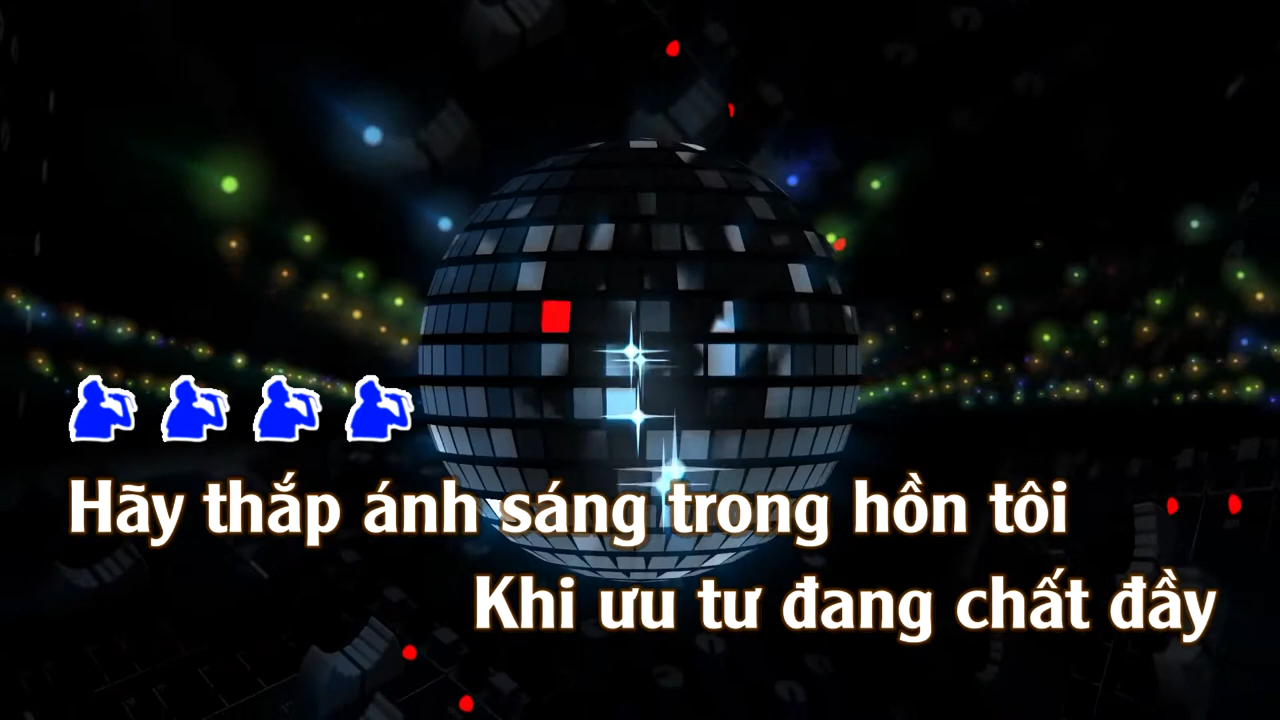 Hãy thắp ánh sáng trong hồn tôi
Khi ưu tư đang chất đầy